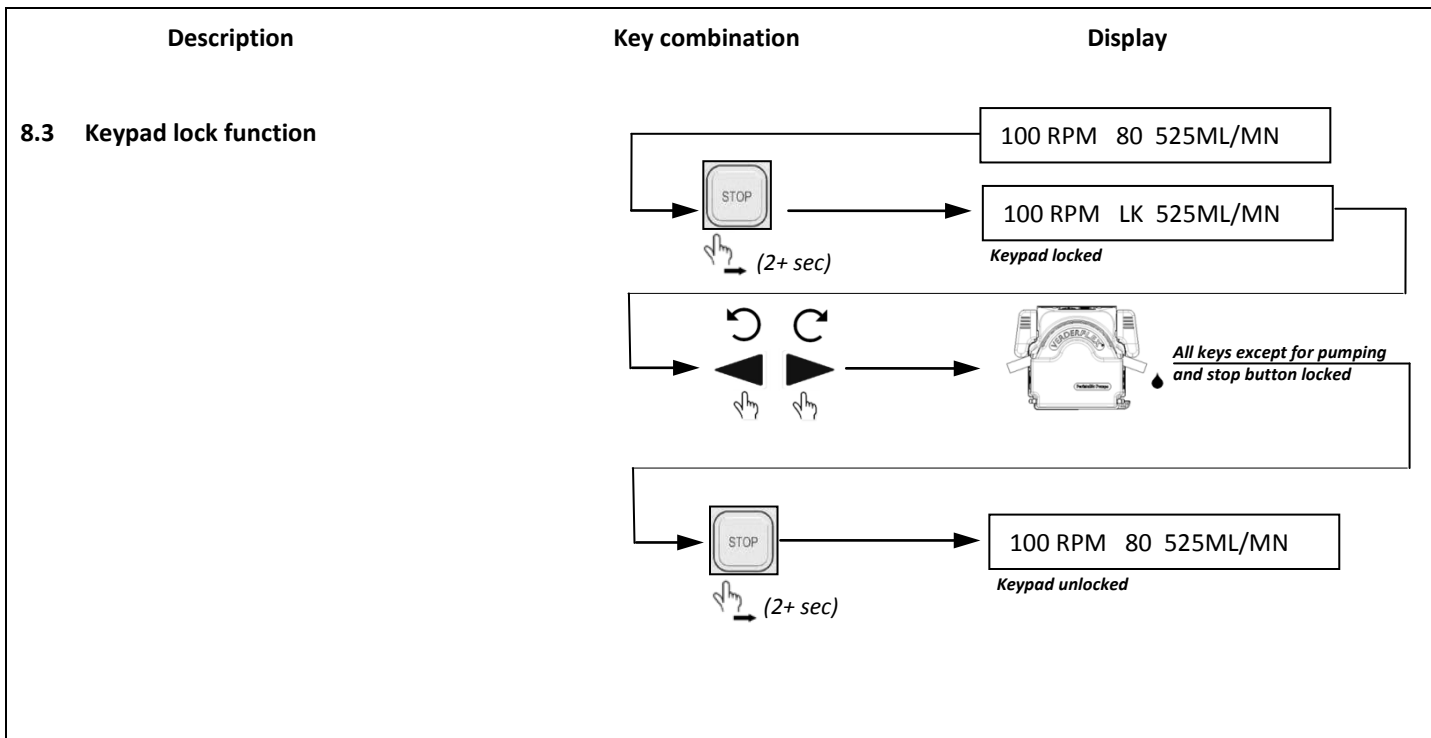 Description Key combination Display
8.3 Keypad lock function
100 RPM 80 525ML/MN
STOP
100 RPM LK 525ML/MN
(2+ sec)
Keypad locked
VERDERFLEX
All keys except for pumping
and stop button locked
STOP
100 RPM 80 525ML/MN
(2+ sec)
Keypad unlocked